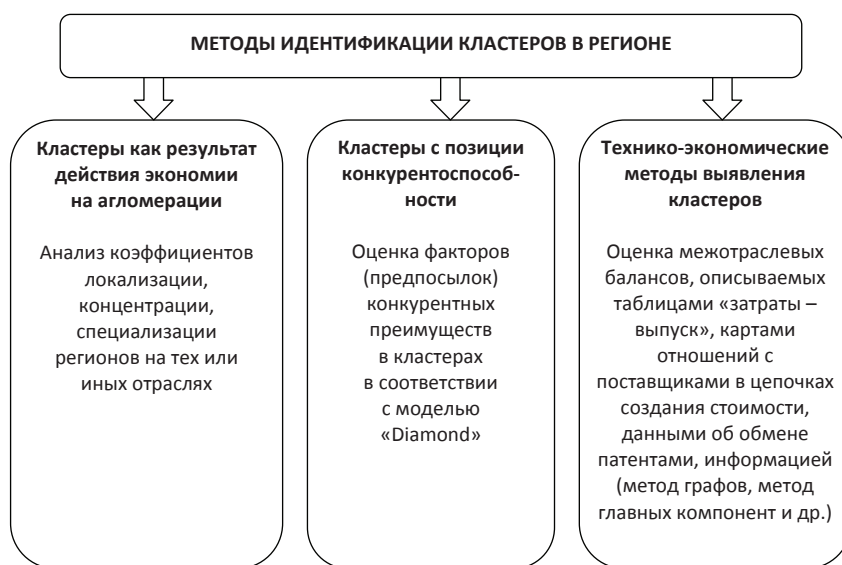 МЕТОДЫ ИДЕНТИФИКАЦИИ КЛАСТЕРОВ В РЕГИОНЕ
Кластеры как результат
действия экономии
на агломерации
Анализ коэффициентов
локализации,
концентрации,
специализации
регионов на тех или
иных отраслях
Кластеры с позиции
конкурентоспособ-
ности
Оценка факторов
(предпосылок)
конкурентных
преимуществ
в кластерах
в соответствии
с моделью
«Diamond»
Технико-экономические
методы выявления
кластеров
Оценка межотраслевых
балансов, описываемых
таблицами «затраты –
выпуск», картами
отношений с
поставщиками в цепочках
создания стоимости,
данными об обмене
патентами, информацией
(метод графов, метод
главных компонент и др.)